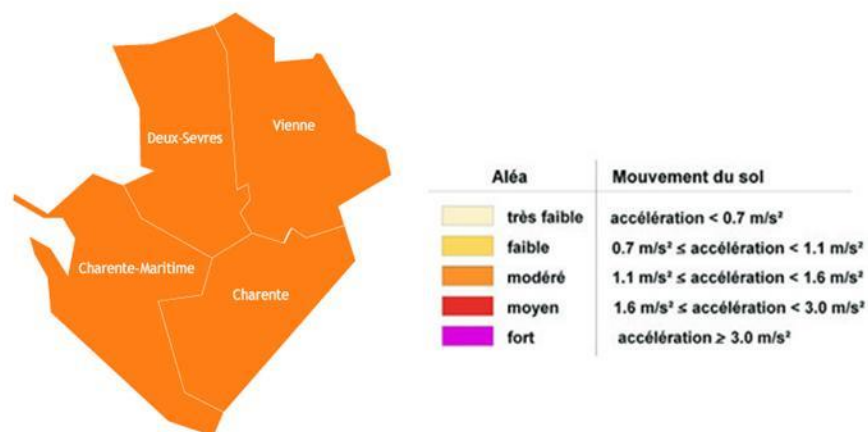 Deux-Sevres
Vienne
Charente-Maritime
Charente
Aléa Mouvement du sol
très faible accélération < 0.7 m/s²
faible 0.7 m/s² ≤ accélération < 1.1 m/s²
modéré 1.1 m/s² ≤ accélération < 1.6 m/s²
moyen 1.6 m/s² ≤ accélération < 3.0 m/s²
fort accélération ≥ 3.0 m/s²